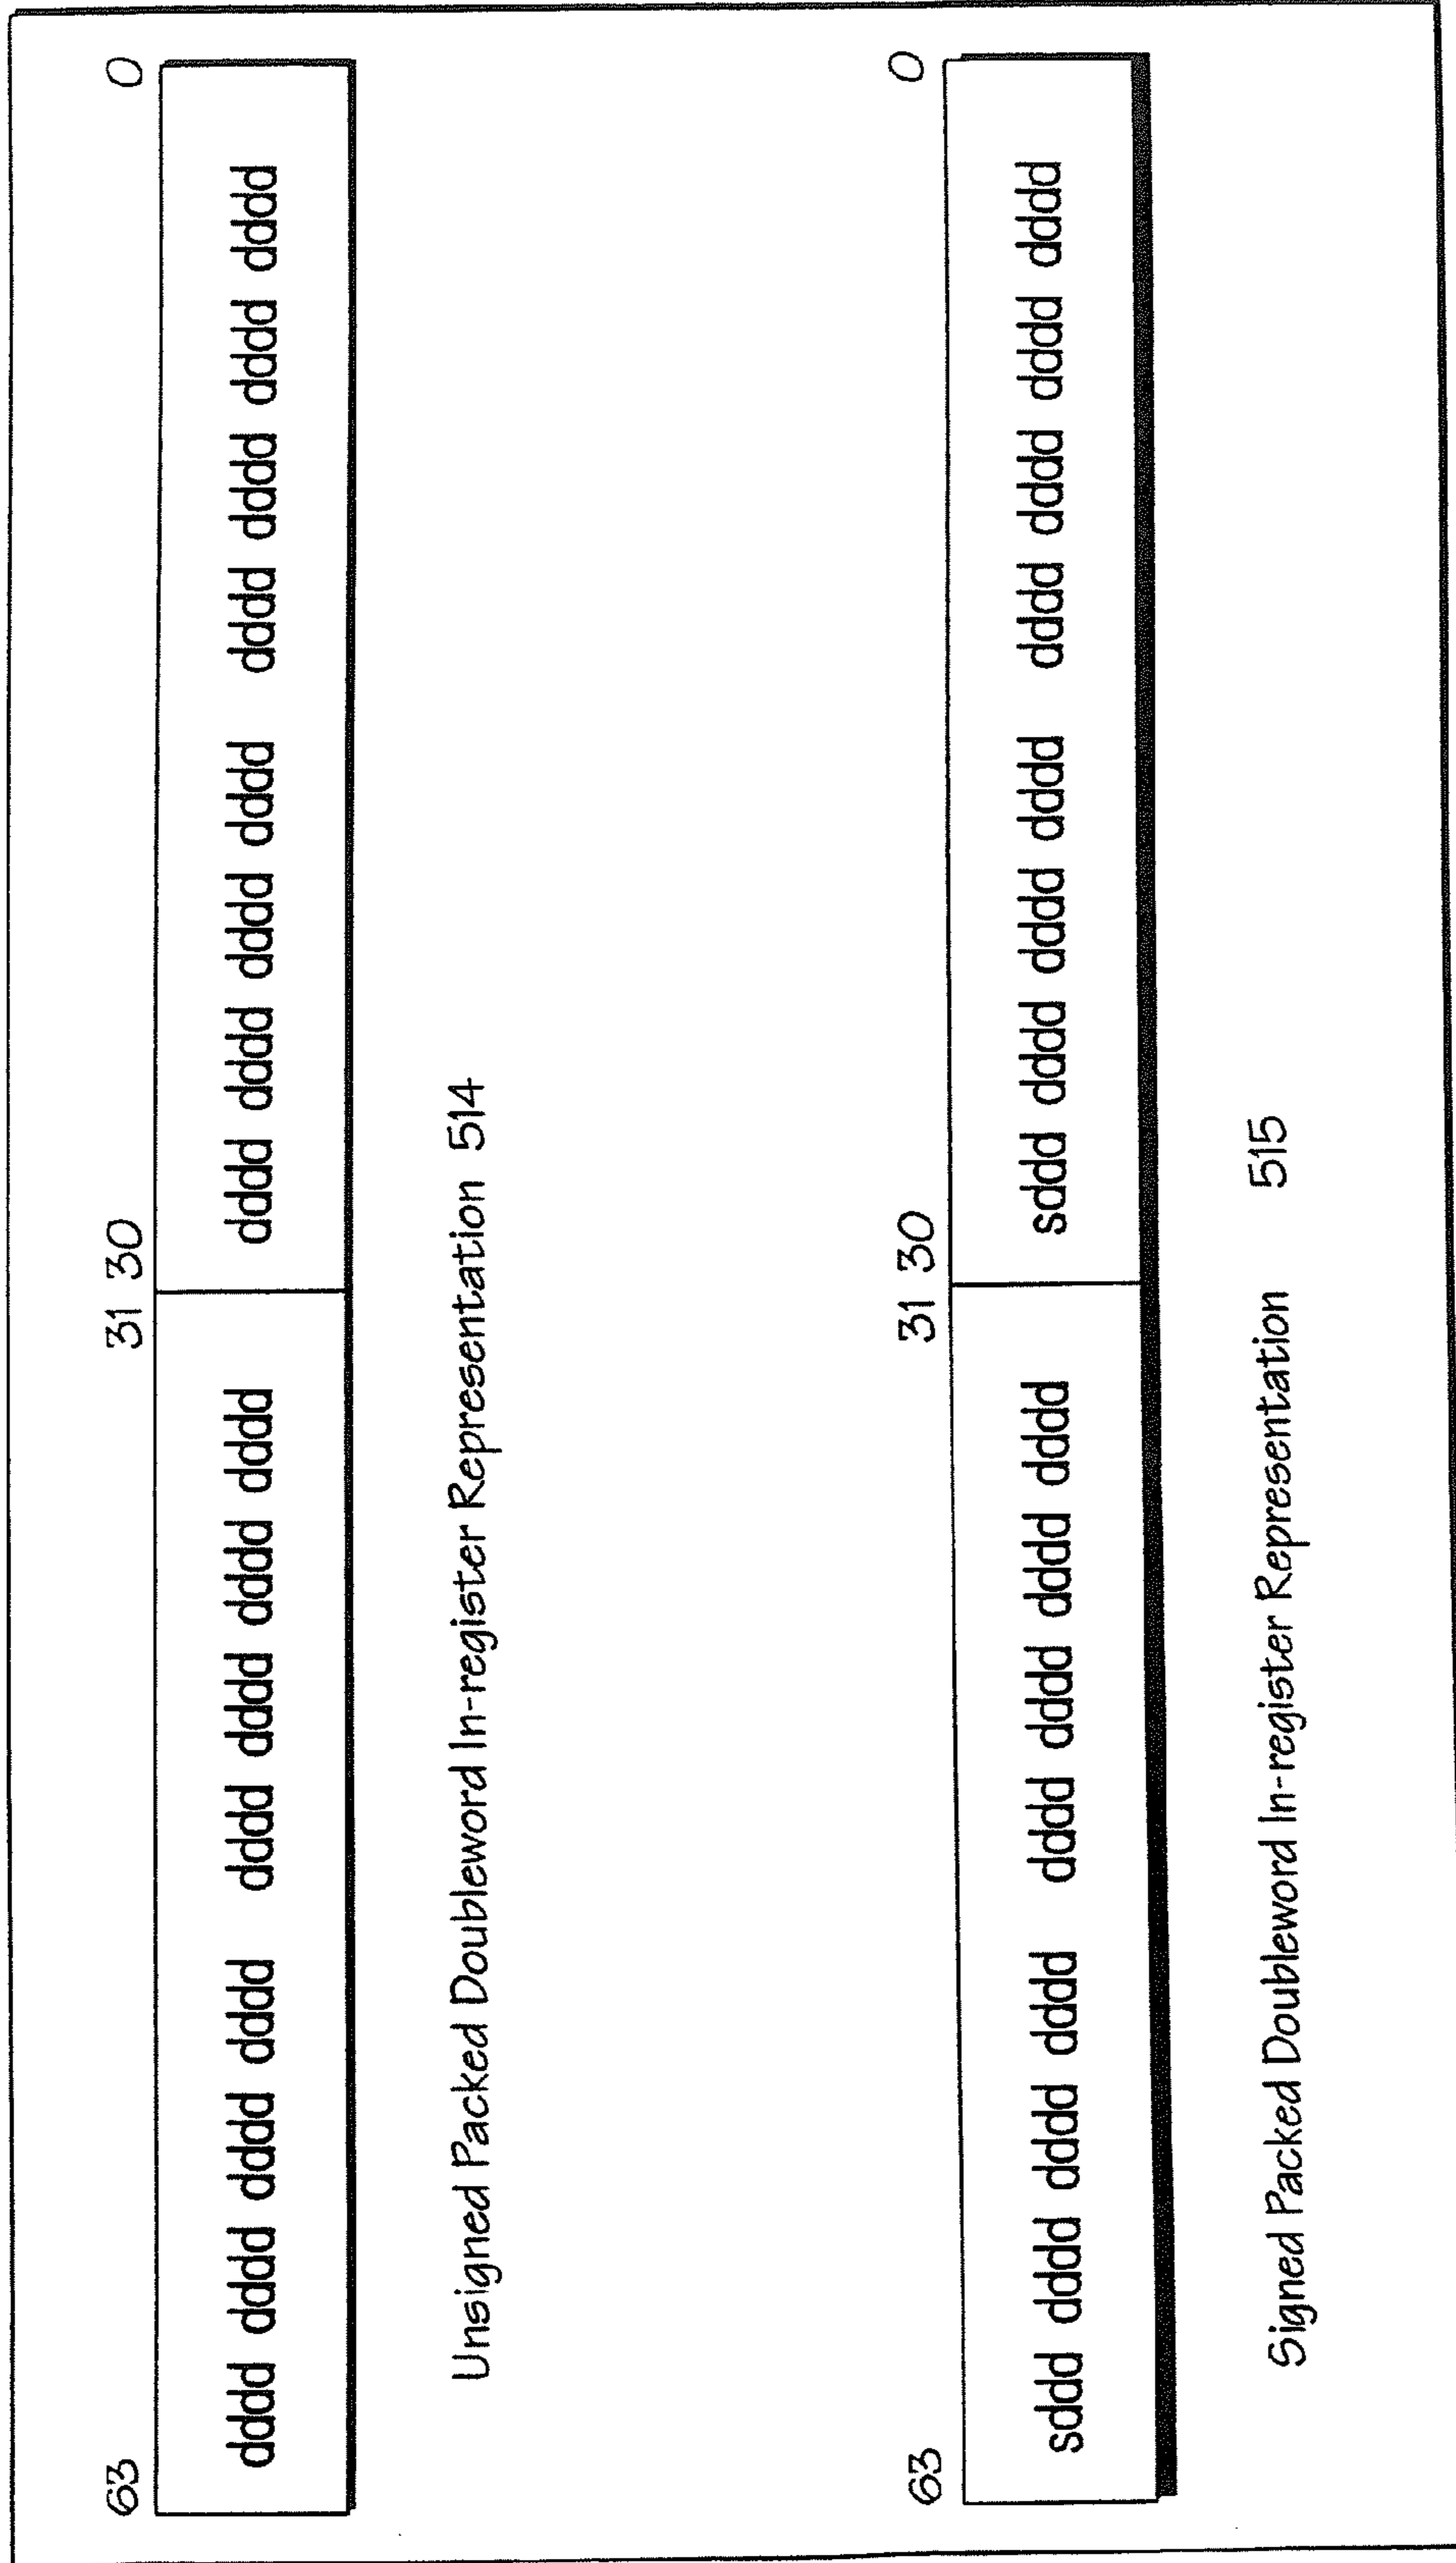 63 31 30 0
dddd dddd dddd dddd dddd dddd dddd dddd dddd dddd dddd dddd dddd dddd dddd dddd
Unsigned Packed Doubleword In-register Representation 514
63 31 30 0
sddd dddd dddd dddd dddd dddd dddd dddd sddd dddd dddd dddd dddd dddd dddd dddd
Signed Packed Doubleword In-register Representation 515